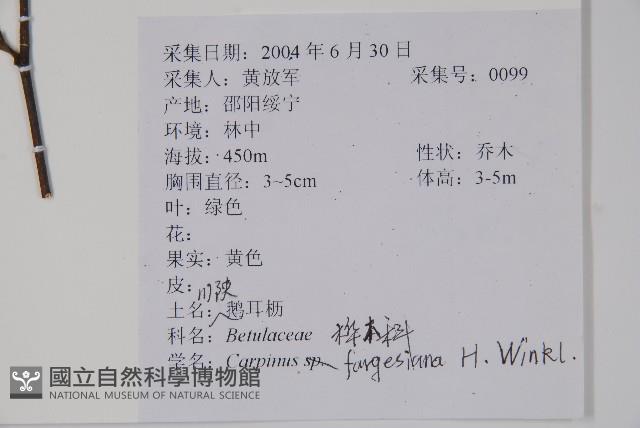 采集日期：2004 年 6 月 30 日
采集人：黄放军 采集号：0099
产地：邵阳绥宁
环境：林中
海拔：450m 性状：乔木
胸围直径：3~5cm 体高：3-5m
叶：绿色
花：
果实：黄色
皮：
川陕
土名：鹅耳枥
科名：Betulaceae 桦木科
学名：Carpinus sp. fargesiana H. Winkl.
國立自然科學博物館
NATIONAL MUSEUM OF NATURAL SCIENCE